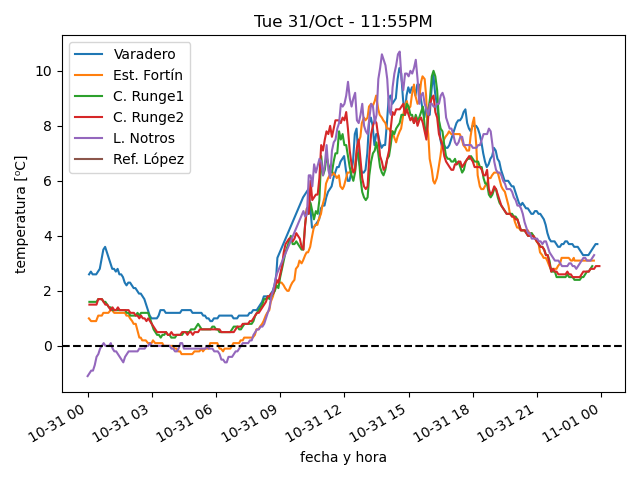 Tue 31/Oct - 11:55PM
Varadero
Est. Fortín
C. Runge1
C. Runge2
L. Notros
Ref. López
temperatura [ºC]
10
8
6
4
2
0
10-31 00
10-31 03
10-31 06
10-31 09
10-31 12
10-31 15
10-31 18
10-31 21
11-01 00
fecha y hora